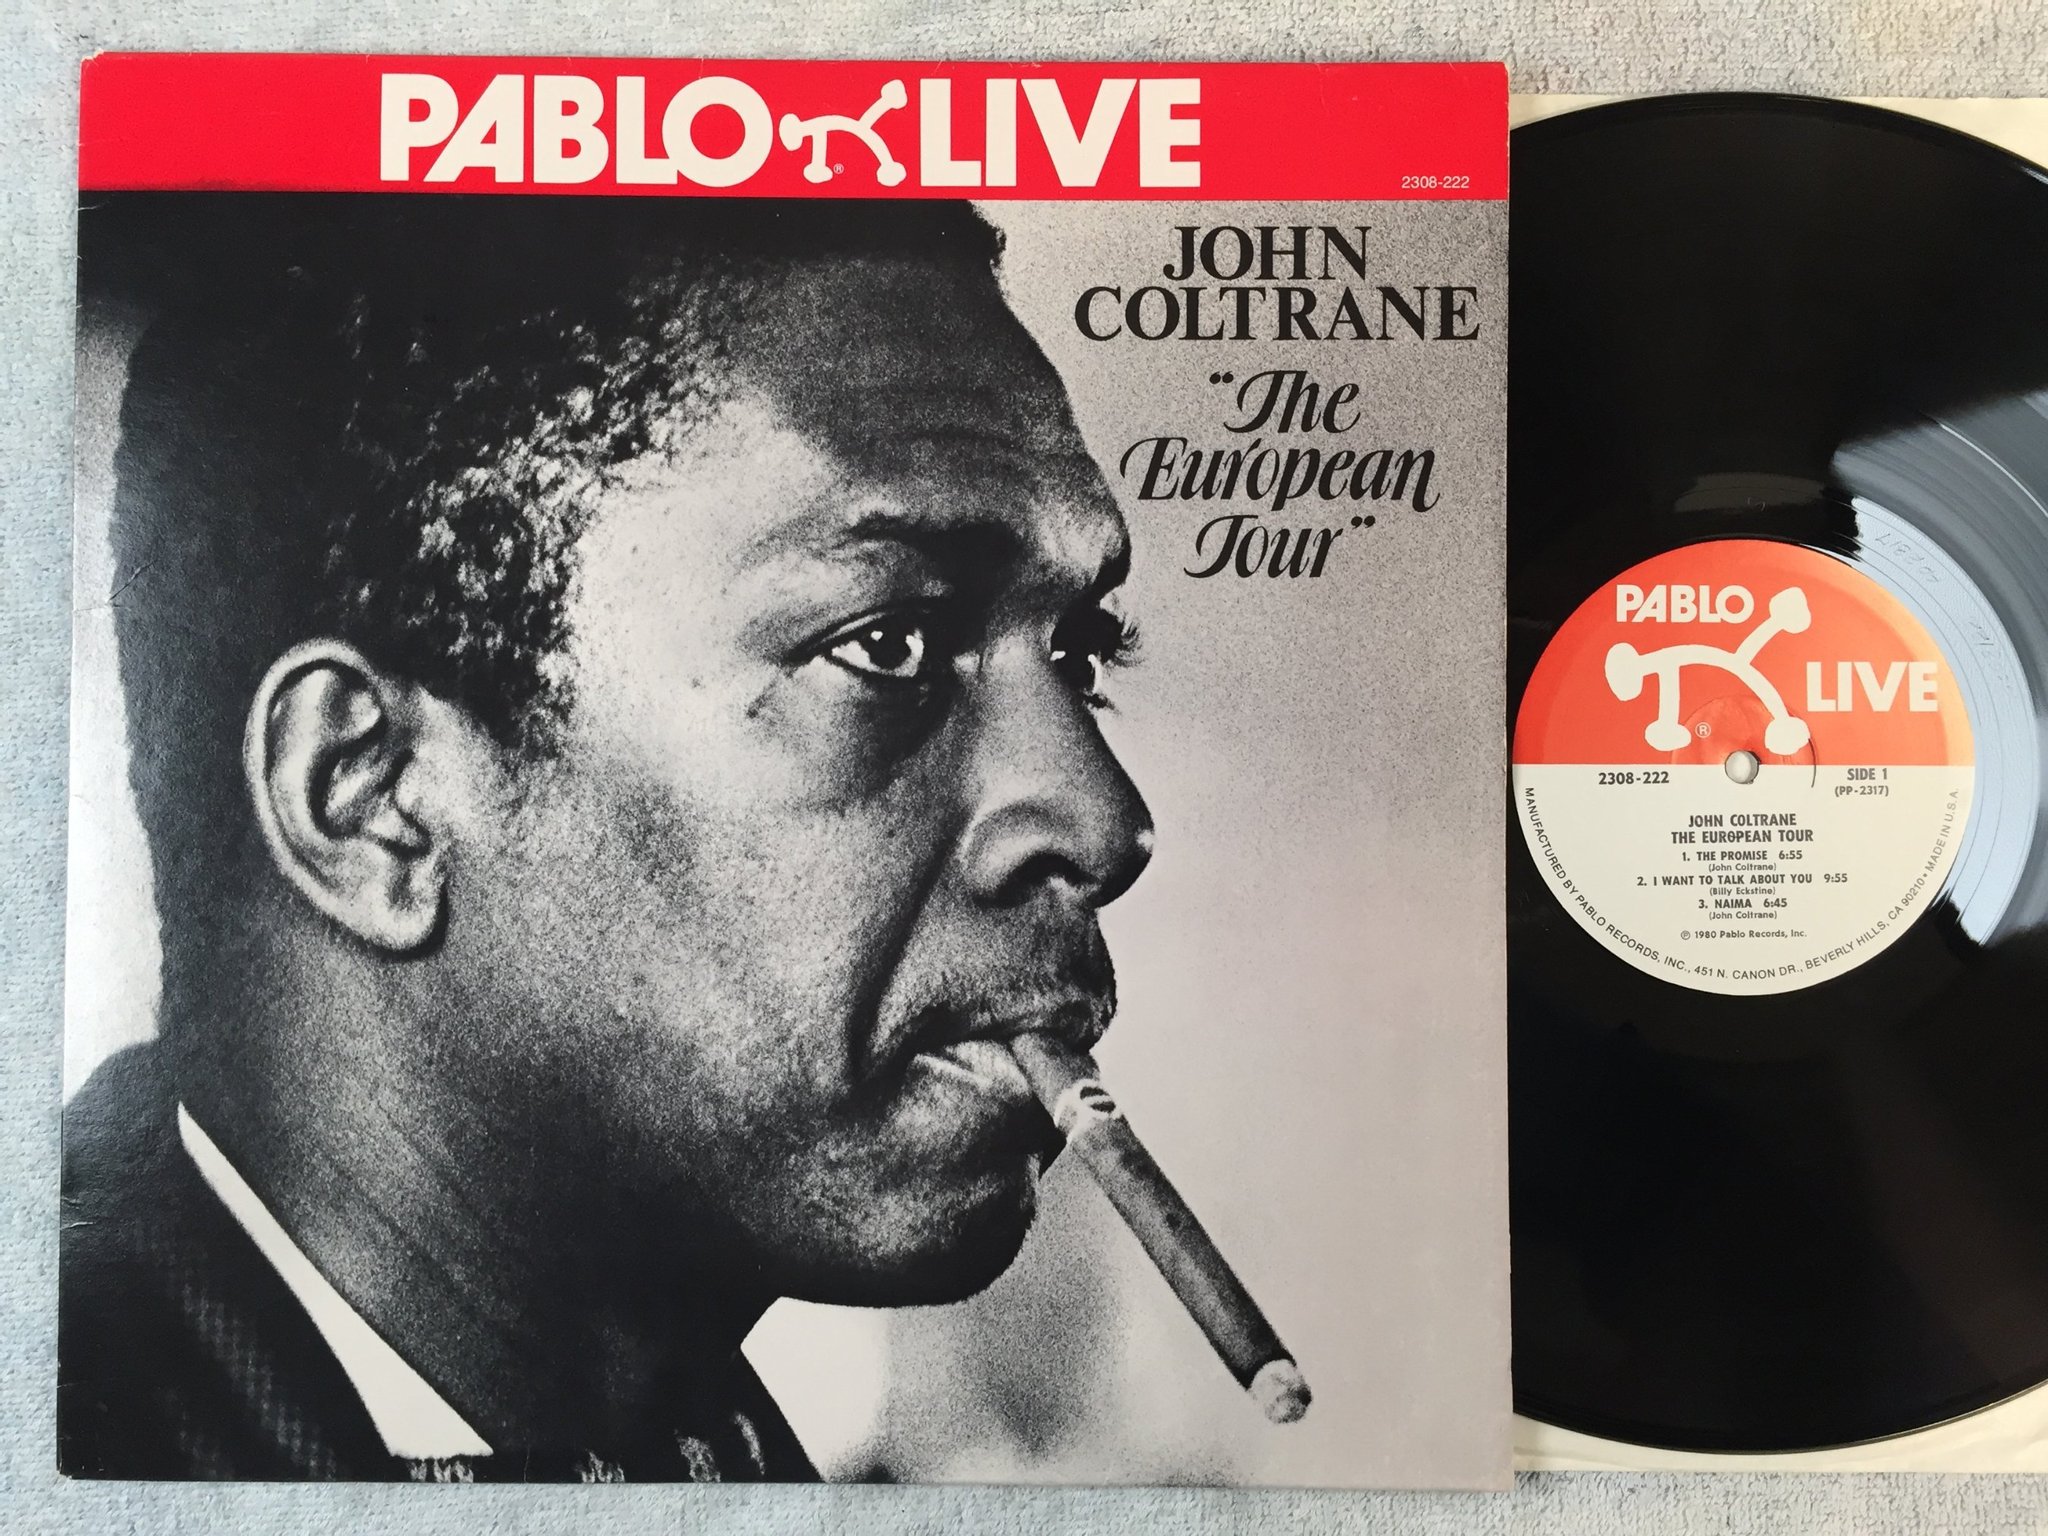 PABLO LIVE
®
2308-222
JOHN
COLTRANE
“The
European
Tour”
PABLO
LIVE
®
2308-222
SIDE 1
(PP-2317)
JOHN COLTRANE
THE EUROPEAN TOUR
1. THE PROMISE 6:55
(John Coltrane)
2. I WANT TO TALK ABOUT YOU 9:55
(Billy Eckstine)
3. NAIMA 6:45
(John Coltrane)
℗ 1980 Pablo Records, Inc.
MANUFACTURED BY PABLO RECORDS, INC., 451 N. CANON DR., BEVERLY HILLS, CA 90210 • MADE IN U.S.A.